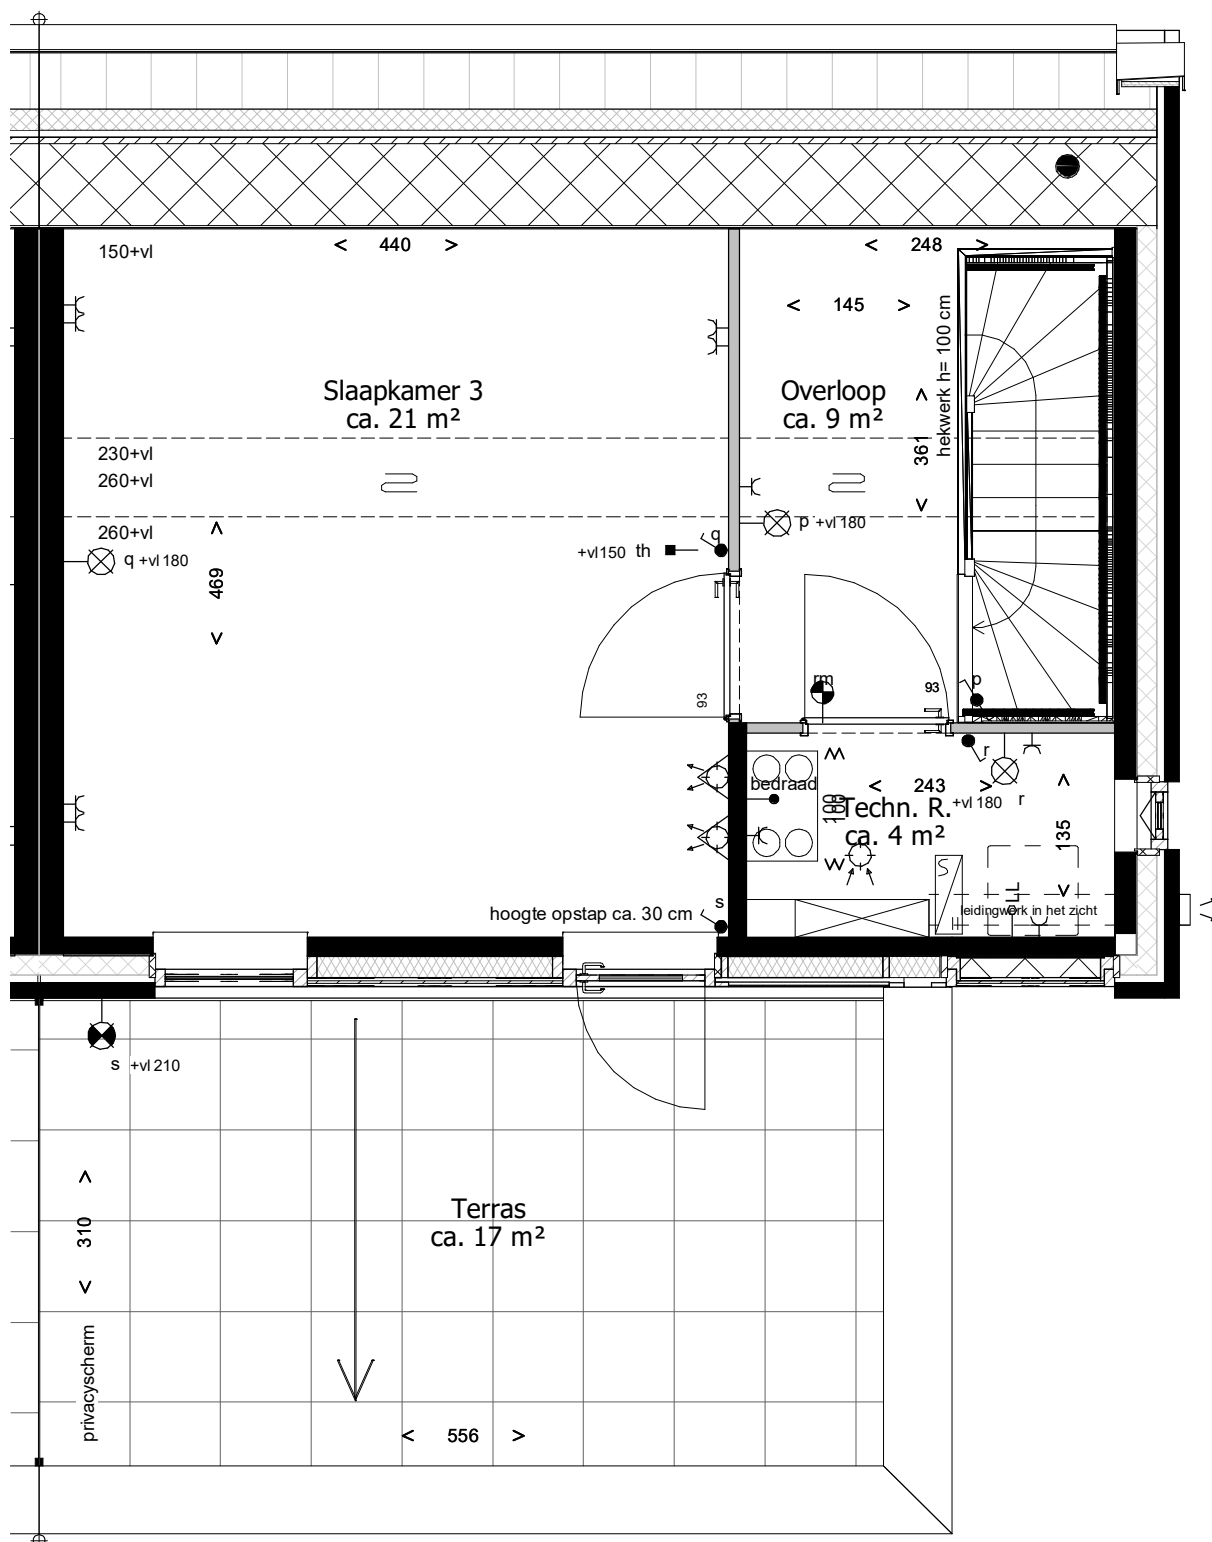 150+vl
440
248
145
hekwerk h= 100 cm
Slaapkamer 3
ca. 21 m²
Overloop
ca. 9 m²
361
230+vl
260+vl
260+vl
q +vl 180
469
+vl 150 th
q
p +vl 180
93
rm
93
p
r
bedraad
100
243
Techn. R.
ca. 4 m²
+vl 180
r
135
s
hoogte opstap ca. 30 cm
leidingwerk in het zicht
s +vl 210
Terras
ca. 17 m²
310
privacyscherm
556